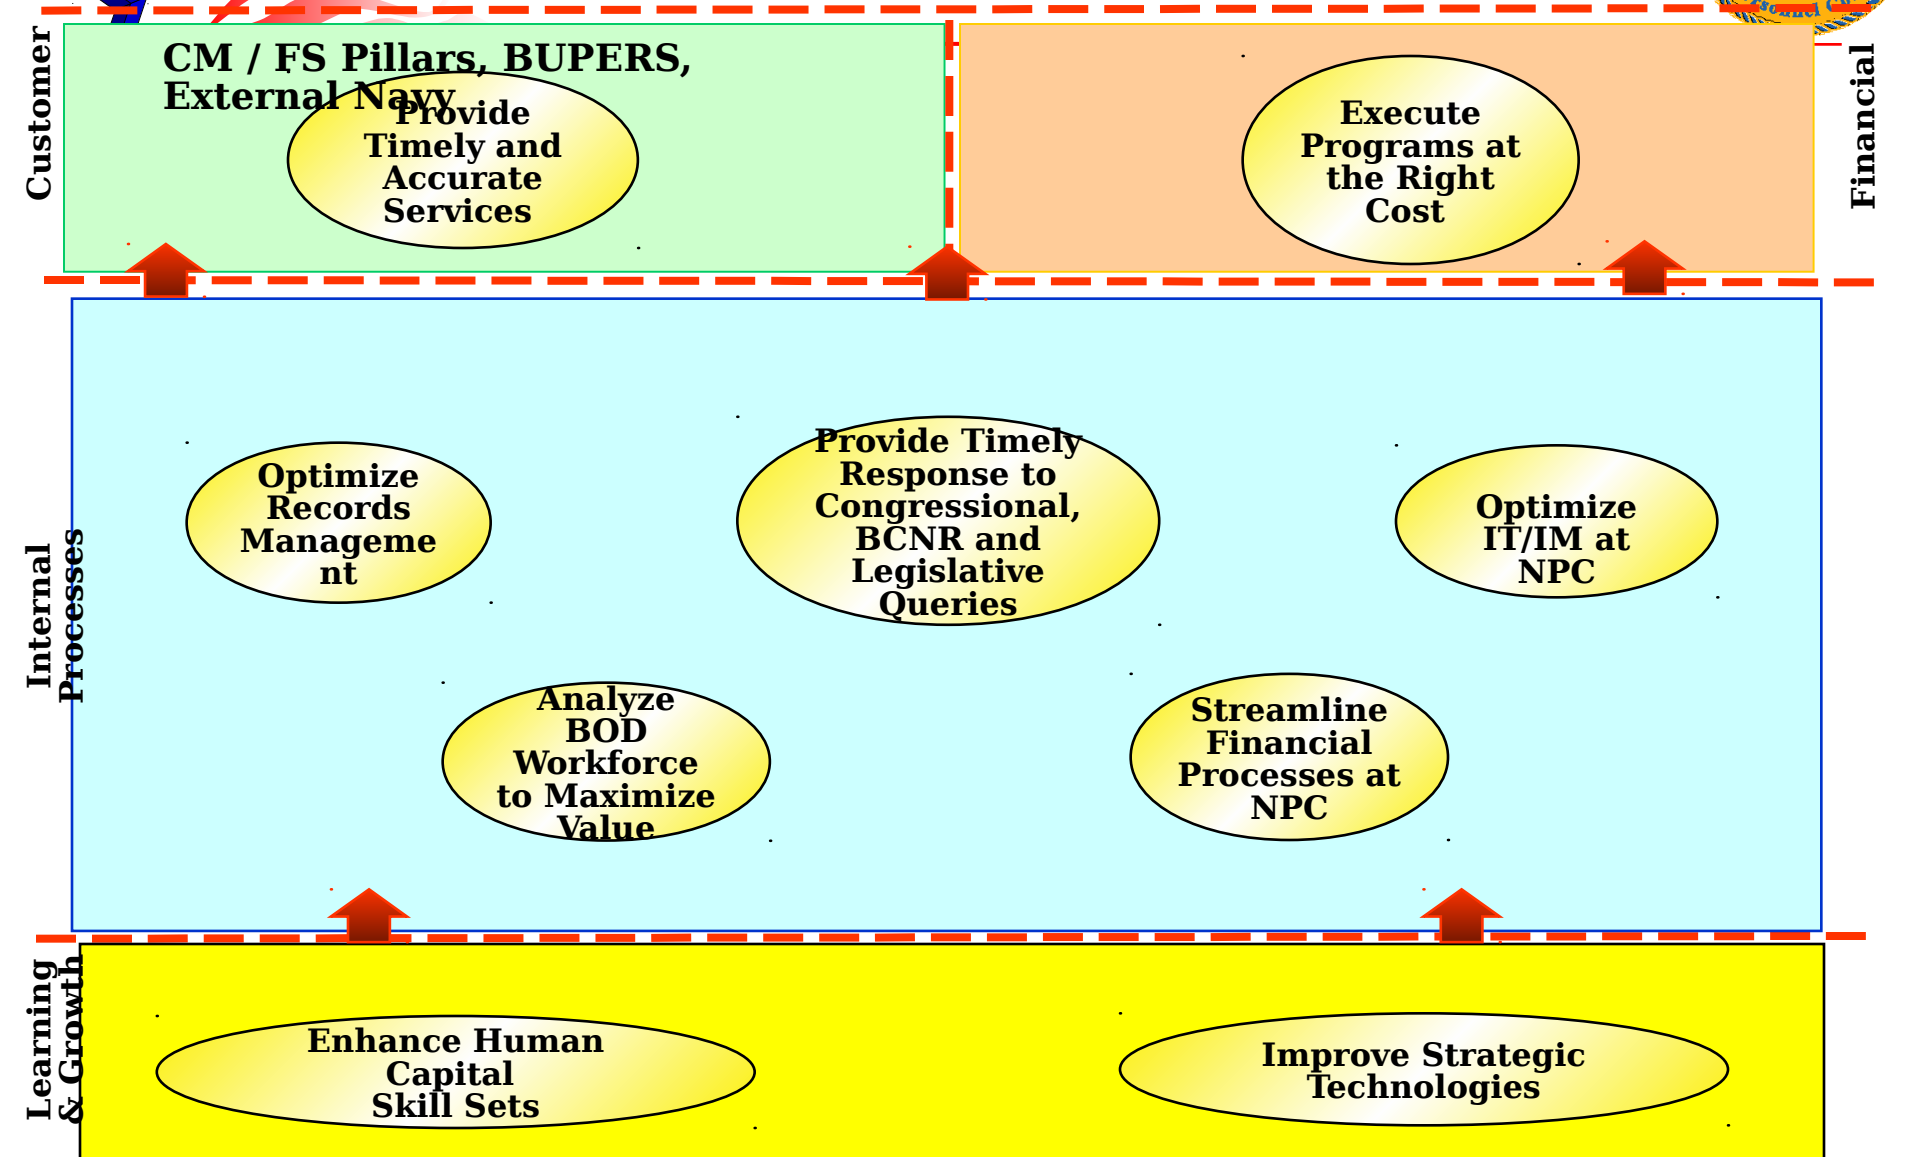 Customer
CM / FS Pillars, BUPERS,
External Navy
Provide
Timely and
Accurate
Services
Execute
Programs at
the Right
Cost
Financial
Internal
Processes
Optimize
Records
Manageme
nt
Provide Timely
Response to
Congressional,
BCNR and
Legislative
Queries
Optimize
IT/IM at
NPC
Analyze
BOD
Workforce
to Maximize
Value
Streamline
Financial
Processes at
NPC
Learning
& Growth
Enhance Human
Capital
Skill Sets
Improve Strategic
Technologies